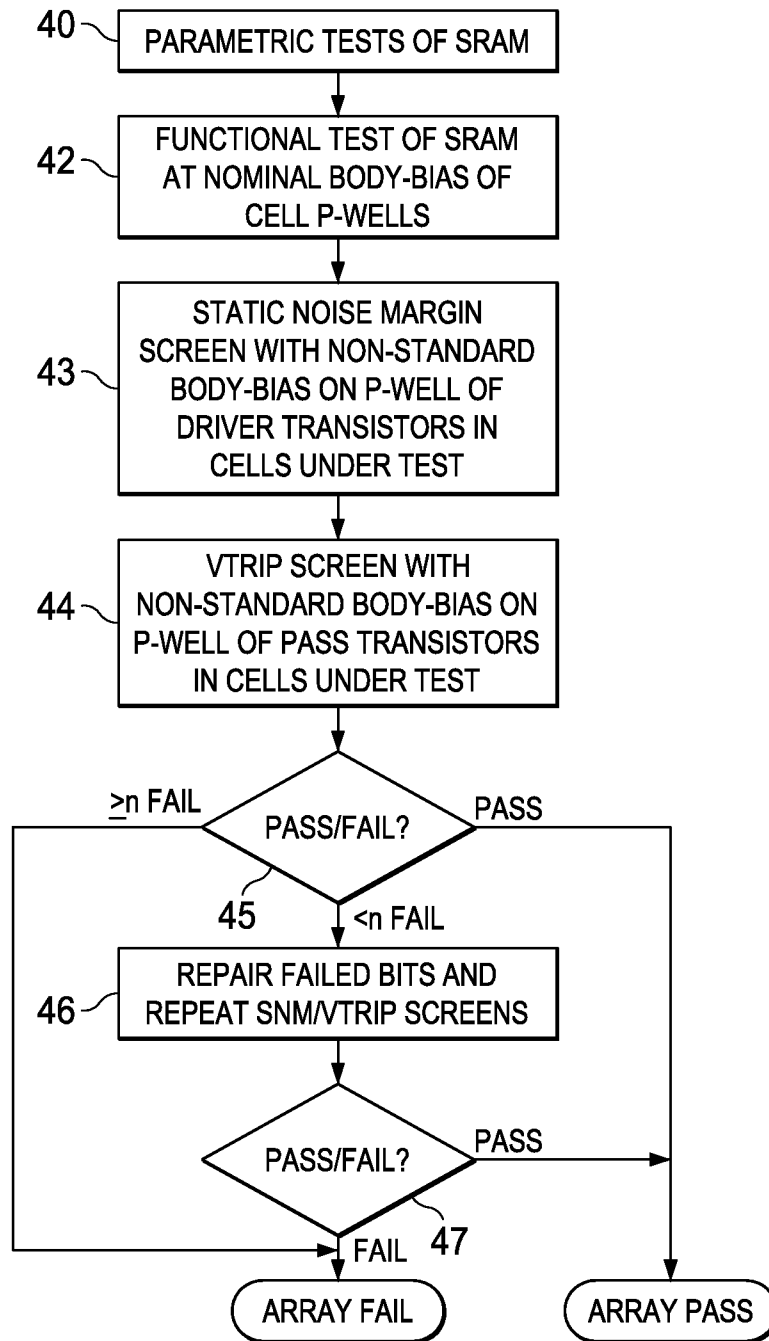 40
PARAMETRIC TESTS OF SRAM
42
FUNCTIONAL TEST OF SRAM
AT NOMINAL BODY-BIAS OF
CELL P-WELLS
43
STATIC NOISE MARGIN
SCREEN WITH NON-STANDARD
BODY-BIAS ON P-WELL OF
DRIVER TRANSISTORS IN
CELLS UNDER TEST
44
VTRIP SCREEN WITH
NON-STANDARD BODY-BIAS ON
P-WELL OF PASS TRANSISTORS
IN CELLS UNDER TEST
≥n FAIL
PASS/FAIL?
PASS
45
<n FAIL
46
REPAIR FAILED BITS AND
REPEAT SNM/VTRIP SCREENS
PASS/FAIL?
PASS
47
FAIL
ARRAY FAIL
ARRAY PASS